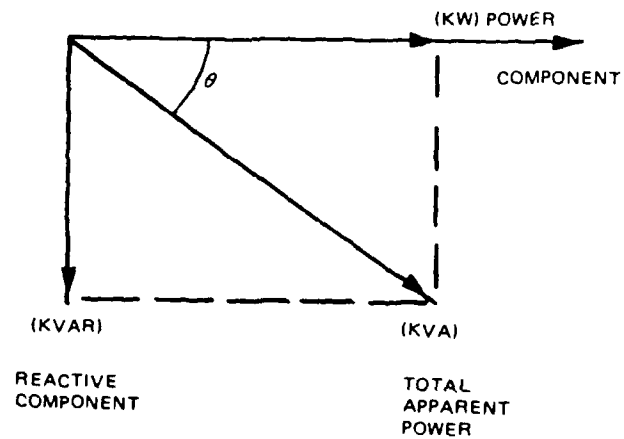 (KW) POWER
COMPONENT
θ
(KVAR)
(KVA)
REACTIVE
COMPONENT
TOTAL
APPARENT
POWER